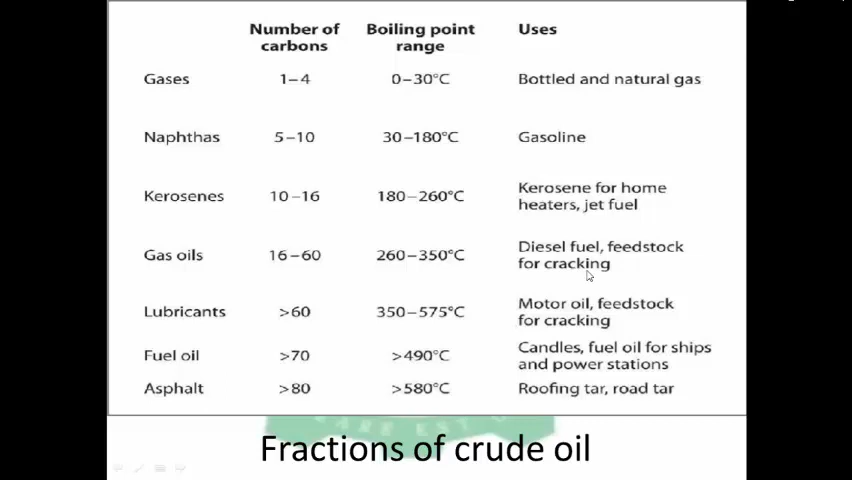 Number of carbons Boiling point range Uses
Gases 1–4 0–30°C Bottled and natural gas
Naphthas 5–10 30–180°C Gasoline
Kerosenes 10–16 180–260°C Kerosene for home heaters, jet fuel
Gas oils 16–60 260–350°C Diesel fuel, feedstock for cracking
Lubricants >60 350–575°C Motor oil, feedstock for cracking
Fuel oil >70 >490°C Candles, fuel oil for ships and power stations
Asphalt >80 >580°C Roofing tar, road tar
EST
Fractions of crude oil